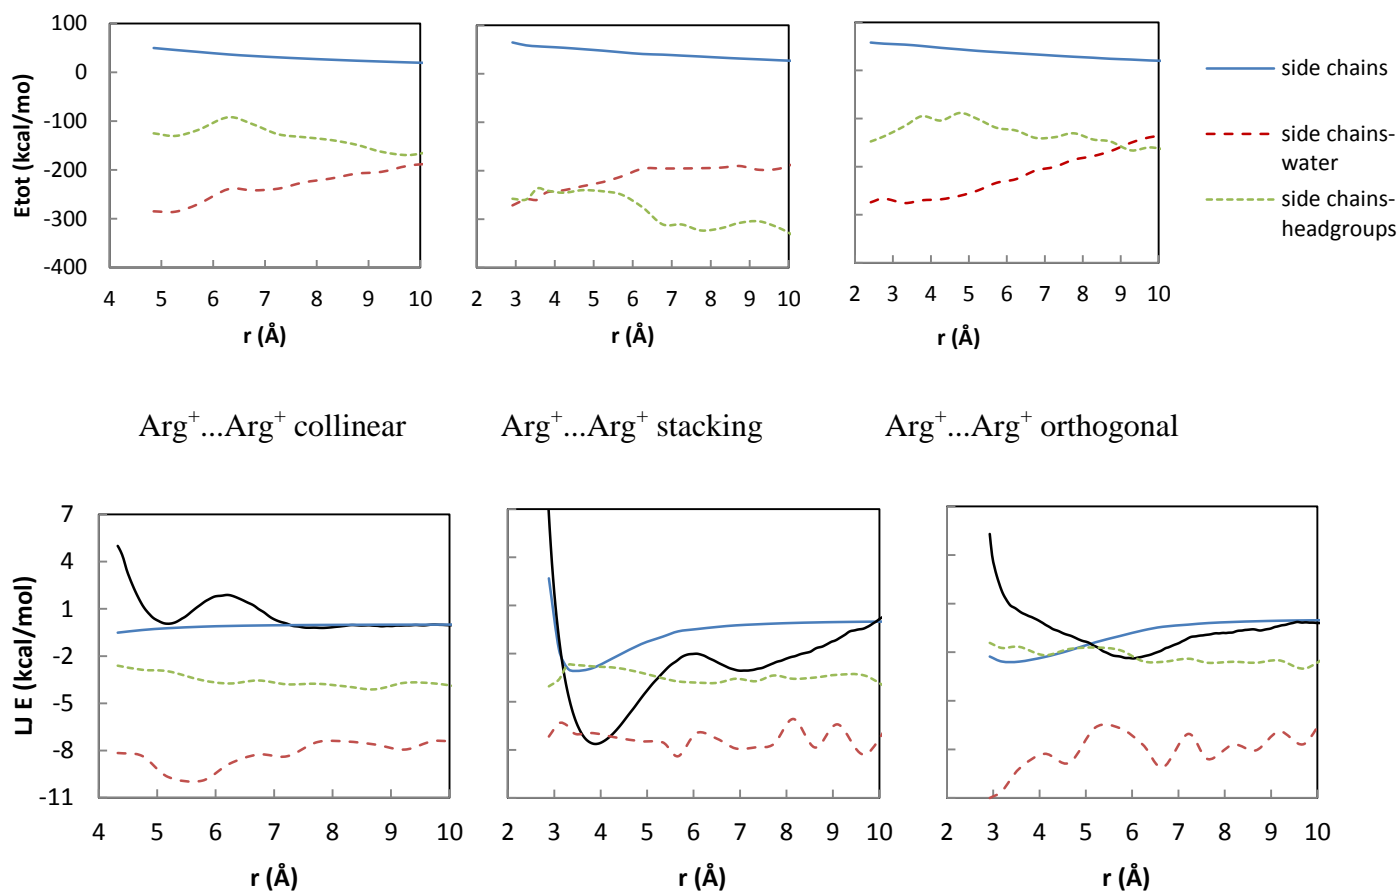 100
0
-100
-200
-300
-400
Etot (kcal/mo)
4 5 6 7 8 9 10
r (Å)
2 3 4 5 6 7 8 9 10
r (Å)
2 3 4 5 6 7 8 9 10
r (Å)
side chains
side chains-
water
side chains-
headgroups
Arg+...Arg+ collinear
Arg+...Arg+ stacking
Arg+...Arg+ orthogonal
7
4
1
-2
-5
-8
-11
LJ E (kcal/mol)
4 5 6 7 8 9 10
r (Å)
2 3 4 5 6 7 8 9 10
r (Å)
2 3 4 5 6 7 8 9 10
r (Å)